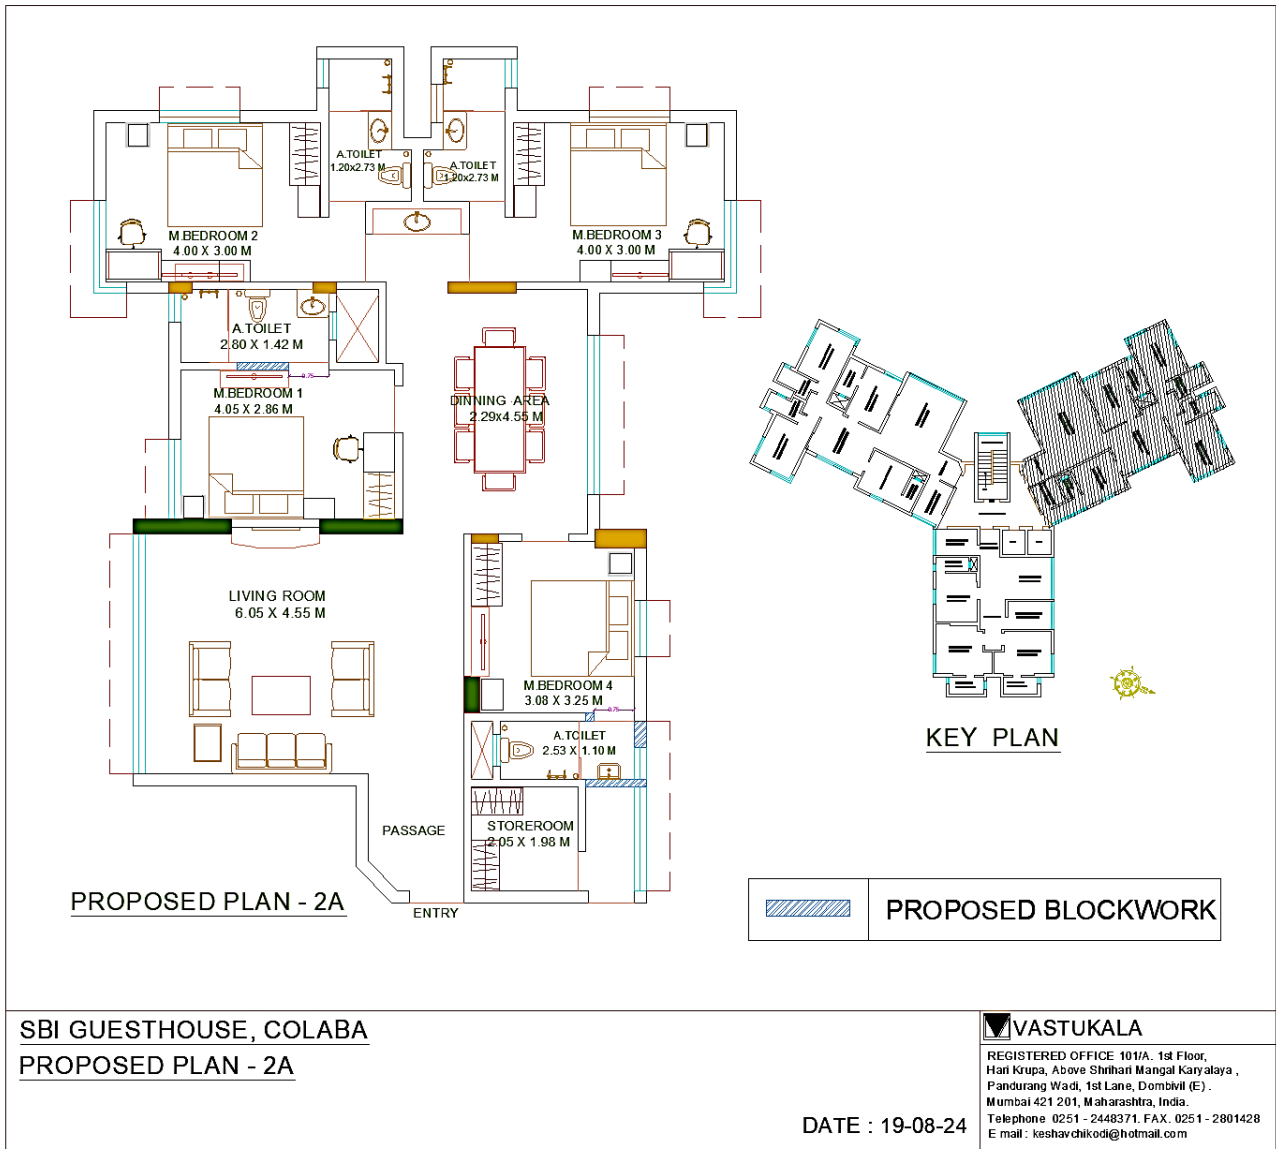 A.TOILET
1.20x2.73 M
A.TOILET
1.20x2.73 M
M.BEDROOM 2
4.00 X 3.00 M
M.BEDROOM 3
4.00 X 3.00 M
A.TOILET
2.80 X 1.42 M
0.75
M.BEDROOM 1
4.05 X 2.86 M
DINNING AREA
2.29x4.55 M
LIVING ROOM
6.05 X 4.55 M
M.BEDROOM 4
3.08 X 3.25 M
0.75
A.TOILET
2.53 X 1.10 M
PASSAGE
STOREROOM
2.05 X 1.98 M
PROPOSED PLAN - 2A
ENTRY
KEY PLAN
PROPOSED BLOCKWORK
SBI GUESTHOUSE, COLABA
PROPOSED PLAN - 2A
DATE : 19-08-24
VASTUKALA
REGISTERED OFFICE 101/A. 1st Floor,
Hari Krupa, Above Shrihari Mangal Karyalaya ,
Pandurang Wadi, 1st Lane, Dombivil (E) .
Mumbai 421 201, Maharashtra, India.
Telephone 0251 - 2448371. FAX. 0251 - 2801428
E mail : keshavchikodi@hotmail.com